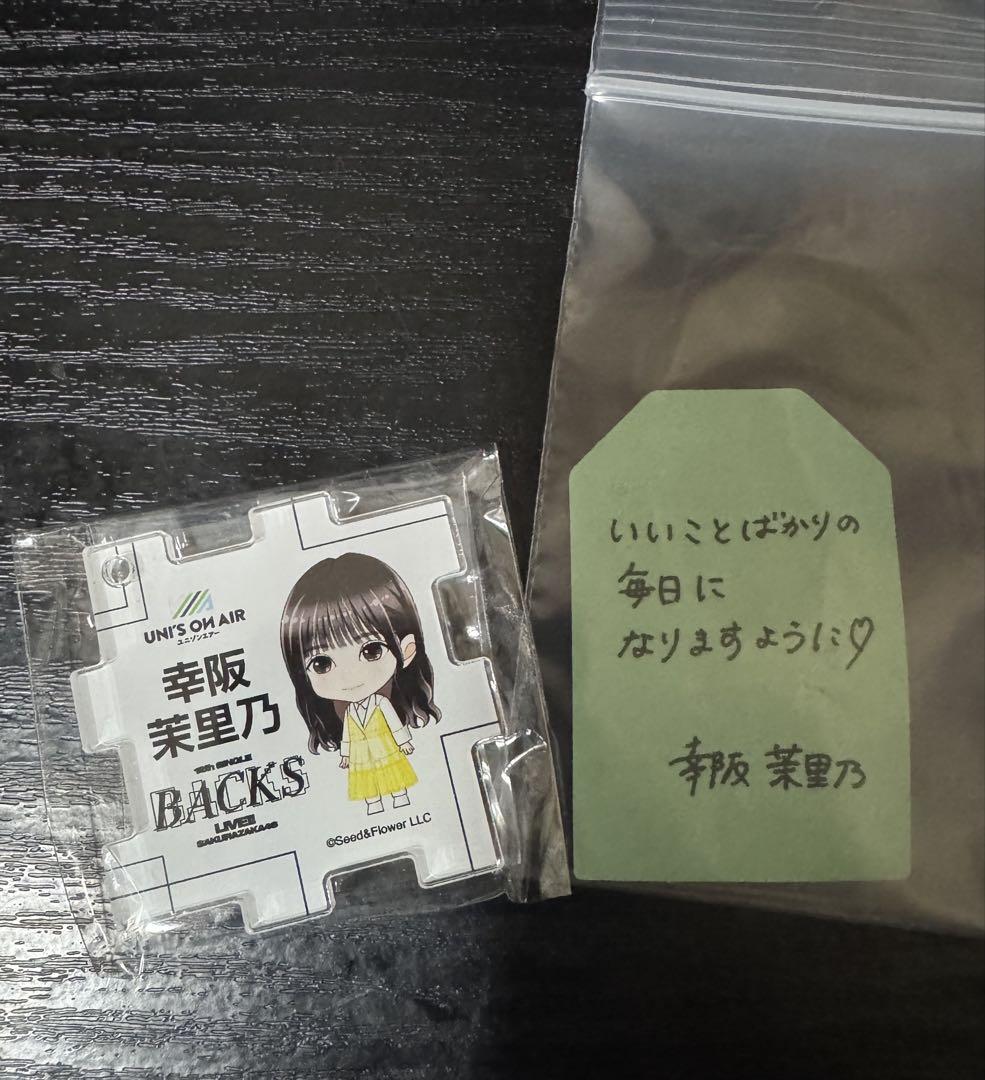 UNI'S ON AIR
ユニゾンエアー
幸阪
茉里乃
BACKS
LIVE!!
SAKURAZAKA46
©Seed&Flower LLC
いいことばかりの
毎日に
なりますように♡
幸阪 茉里乃